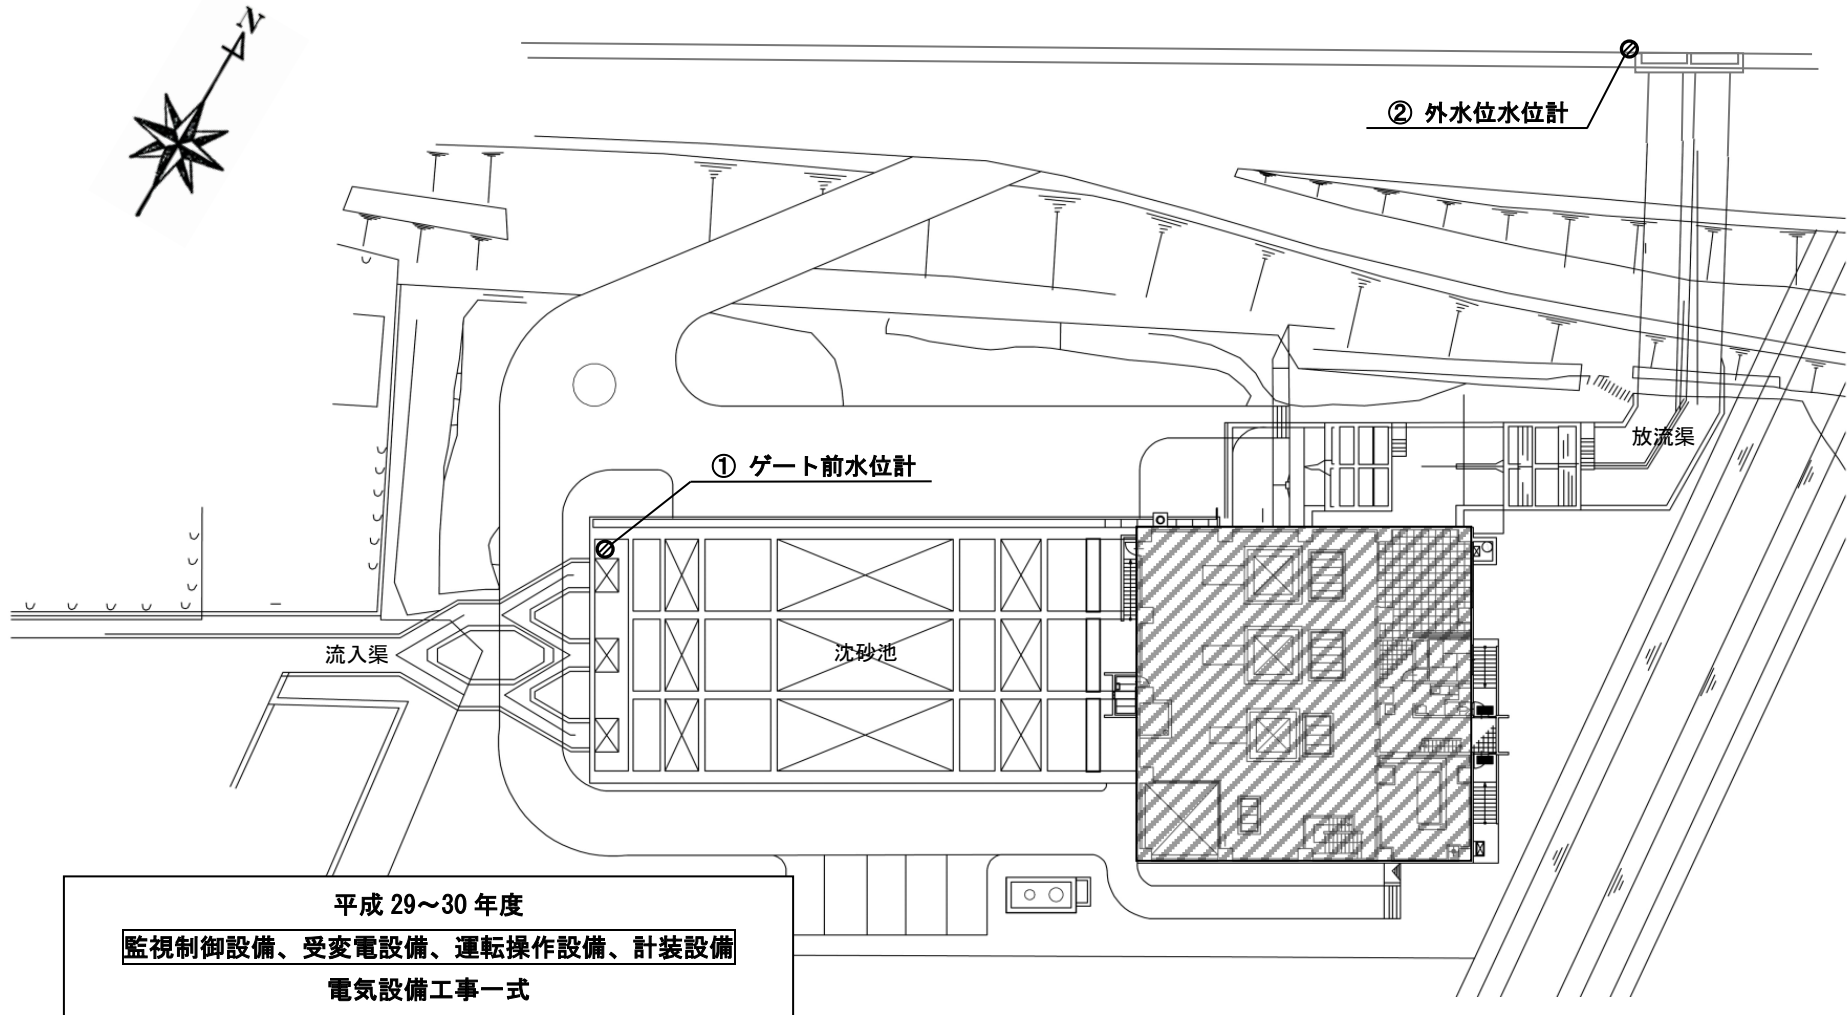 N
② 外水位水位計
放流渠
① ゲート前水位計
流入渠
沈砂池
平成 29～30 年度
監視制御設備、受変電設備、運転操作設備、計装設備
電気設備工事一式